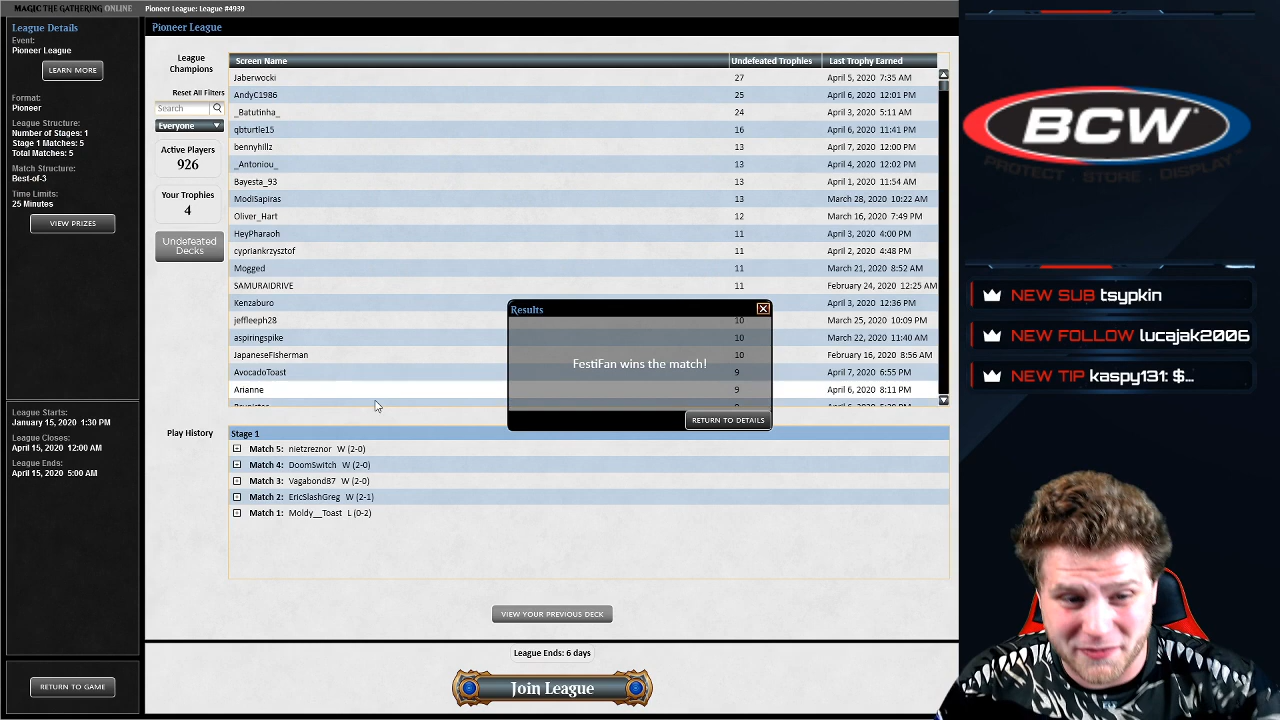 MAGIC THE GATHERING ONLINE
Pioneer League: League #4939
League Details
Event:
Pioneer League
LEARN MORE
Format:
Pioneer
League Structure:
Number of Stages: 1
Stage 1 Matches: 5
Total Matches: 5
Match Structure:
Best-of-3
Time Limits:
25 Minutes
VIEW PRIZES
League Starts:
January 15, 2020 1:30 PM
League Closes:
April 15, 2020 12:00 AM
League Ends:
April 15, 2020 5:00 AM
RETURN TO GAME
Pioneer League
League
Champions
Reset All Filters
Search
Everyone
Active Players
926
Your Trophies
4
Undefeated
Decks
Screen Name Undefeated Trophies Last Trophy Earned
Jaberwocki 27 April 5, 2020 7:35 AM
AndyC1986 25 April 6, 2020 12:01 PM
_Batutinha_ 24 April 3, 2020 5:11 AM
qbturtle15 16 April 6, 2020 11:41 PM
bennyhillz 13 April 7, 2020 12:00 PM
_Antoniou_ 13 April 4, 2020 12:02 PM
Bayesta_93 13 April 1, 2020 11:54 AM
ModiSapiras 13 March 28, 2020 10:22 AM
Oliver_Hart 12 March 16, 2020 7:49 PM
HeyPharaoh 11 April 3, 2020 4:00 PM
cypriankrzysztof 11 April 2, 2020 4:48 PM
Mogged 11 March 21, 2020 8:52 AM
SAMURAIDRIVE 11 February 24, 2020 12:25 AM
Kenzaburo April 3, 2020 12:36 PM
jeffleeph28 10 March 25, 2020 10:09 PM
aspiringspike 10 March 22, 2020 11:40 AM
JapaneseFisherman 10 February 16, 2020 8:56 AM
AvocadoToast 9 April 7, 2020 6:55 PM
Arianne 9 April 6, 2020 8:11 PM
Results
FestiFan wins the match!
RETURN TO DETAILS
Play History
Stage 1
Match 5: nietzreznor W (2-0)
Match 4: DoomSwitch W (2-0)
Match 3: Vagabond87 W (2-0)
Match 2: EricSlashGreg W (2-1)
Match 1: Moldy__Toast L (0-2)
VIEW YOUR PREVIOUS DECK
League Ends: 6 days
Join League
BCW
PROTECT . STORE . DISPLAY
NEW SUB tsypkin
NEW FOLLOW lucajak2006
NEW TIP kaspy131: $...